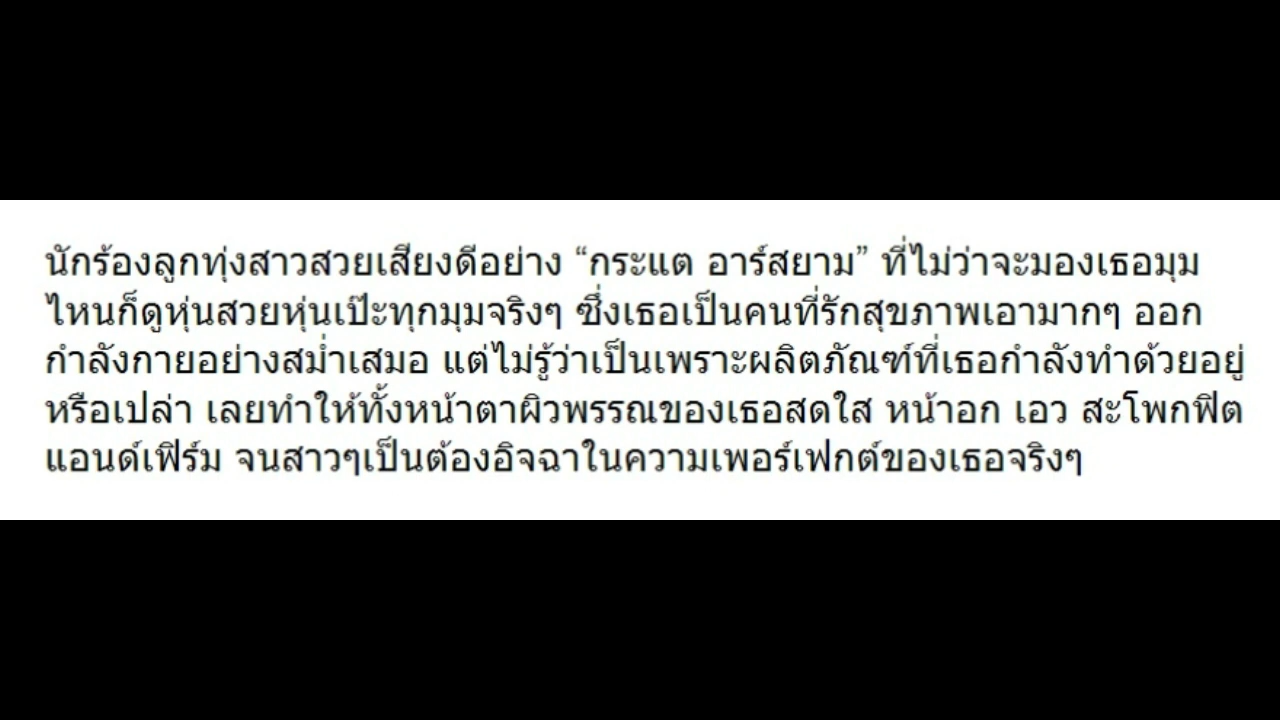 นักร้องลูกทุ่งสาวสวยเสียงดีอย่าง “กระแต อาร์สยาม” ที่ไม่ว่าจะมองเธอมุม
ไหนก็ดูหุ่นสวยหุ่นเป๊ะทุกมุมจริงๆ ซึ่งเธอเป็นคนที่รักสุขภาพเอามากๆ ออก
กำลังกายอย่างสม่ำเสมอ แต่ไม่รู้ว่าเป็นเพราะผลิตภัณฑ์ที่เธอกำลังทำด้วยอยู่
หรือเปล่า เลยทำให้ทั้งหน้าตาผิวพรรณของเธอสดใส หน้าอก เอว สะโพกฟิต
แอนด์เฟิร์ม จนสาวๆเป็นต้องอิจฉาในความเพอร์เฟกต์ของเธอจริงๆ